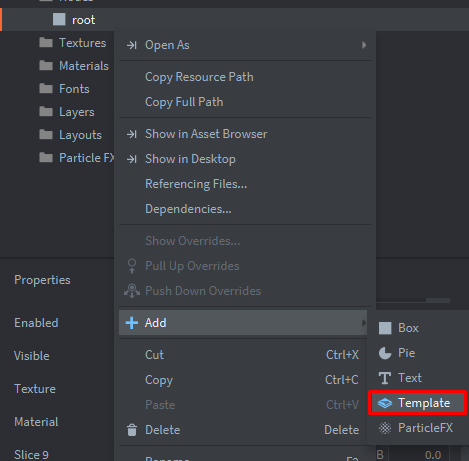 root
Textures
Materials
Fonts
Layers
Layouts
Particle FX
Open As
Copy Resource Path
Copy Full Path
Show in Asset Browser
Show in Desktop
Referencing Files...
Dependencies...
Show Overrides...
Pull Up Overrides
Push Down Overrides
Add
Cut Ctrl+X
Copy Ctrl+C
Paste Ctrl+V
Delete Delete
Rename... F2
Box
Pie
Text
Template
ParticleFX
Properties
Enabled
Visible
Texture
Material
Slice 9
B 0.0